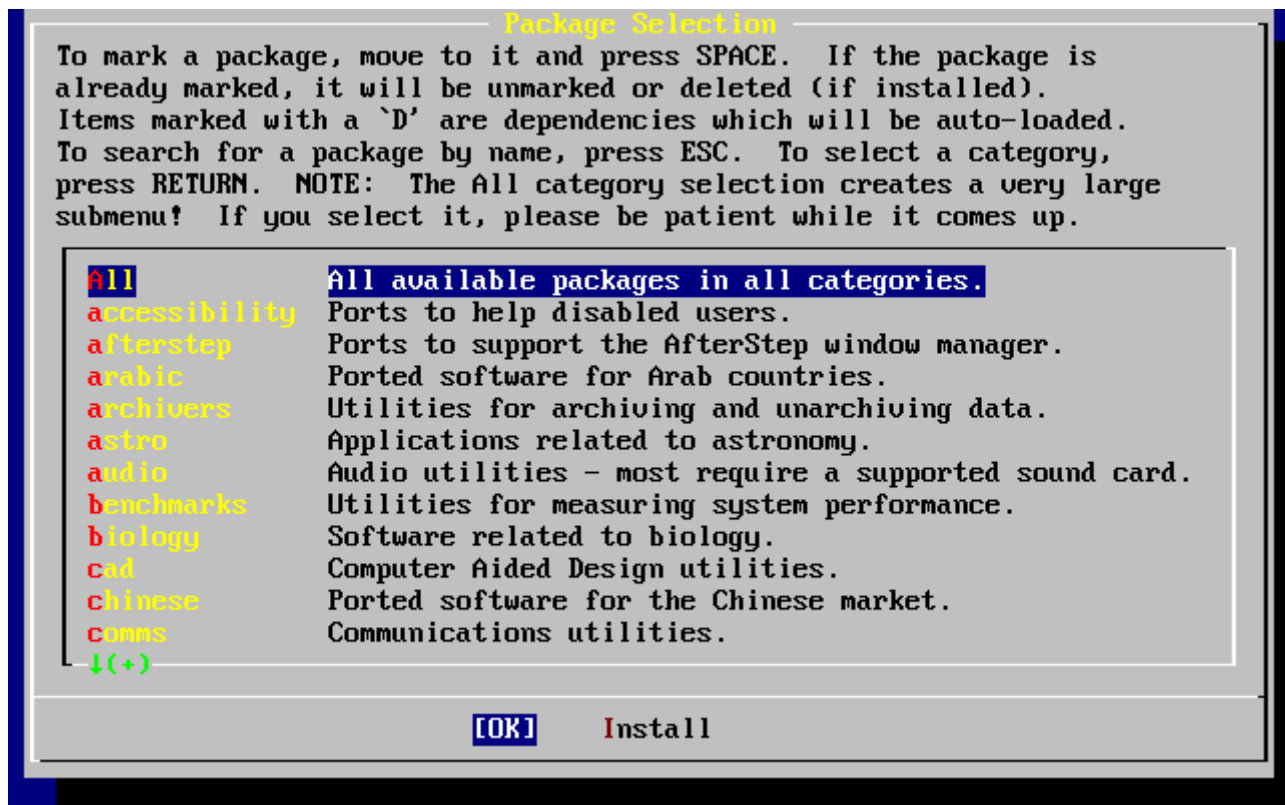 Package Selection
To mark a package, move to it and press SPACE.  If the package is
already marked, it will be unmarked or deleted (if installed).
Items marked with a `D' are dependencies which will be auto-loaded.
To search for a package by name, press ESC.  To select a category,
press RETURN.  NOTE:  The All category selection creates a very large
submenu!  If you select it, please be patient while it comes up.
All All available packages in all categories.
accessibility Ports to help disabled users.
afterstep Ports to support the AfterStep window manager.
arabic Ported software for Arab countries.
archivers Utilities for archiving and unarchiving data.
astro Applications related to astronomy.
audio Audio utilities - most require a supported sound card.
benchmarks Utilities for measuring system performance.
biology Software related to biology.
cad Computer Aided Design utilities.
chinese Ported software for the Chinese market.
comms Communications utilities.
↓(+)
[OK] Install